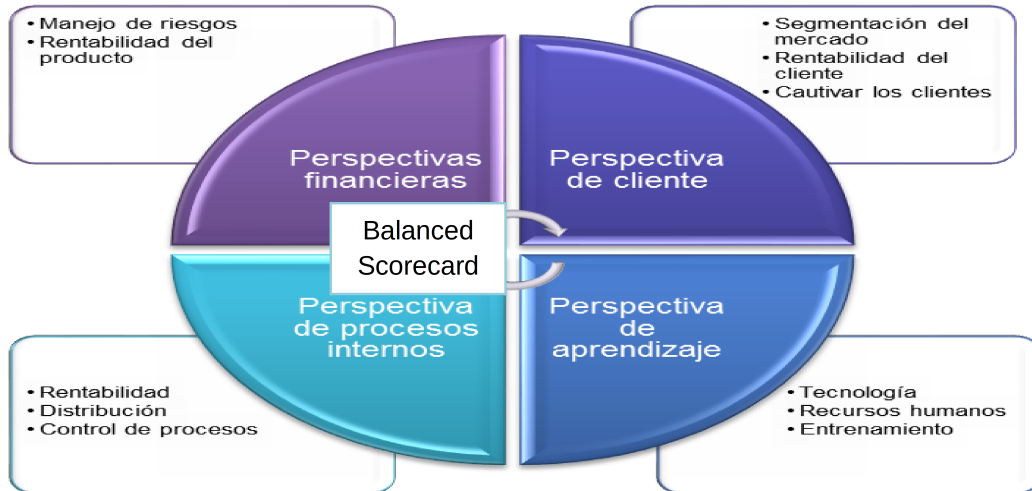 • Manejo de riesgos
• Rentabilidad del
producto
• Segmentación del
mercado
• Rentabilidad del
cliente
• Cautivar los clientes
Perspectivas
financieras
Perspectiva
de cliente
Balanced
Scorecard
Perspectiva
de procesos
internos
Perspectiva
de
aprendizaje
• Rentabilidad
• Distribución
• Control de procesos
• Tecnología
• Recursos humanos
• Entrenamiento